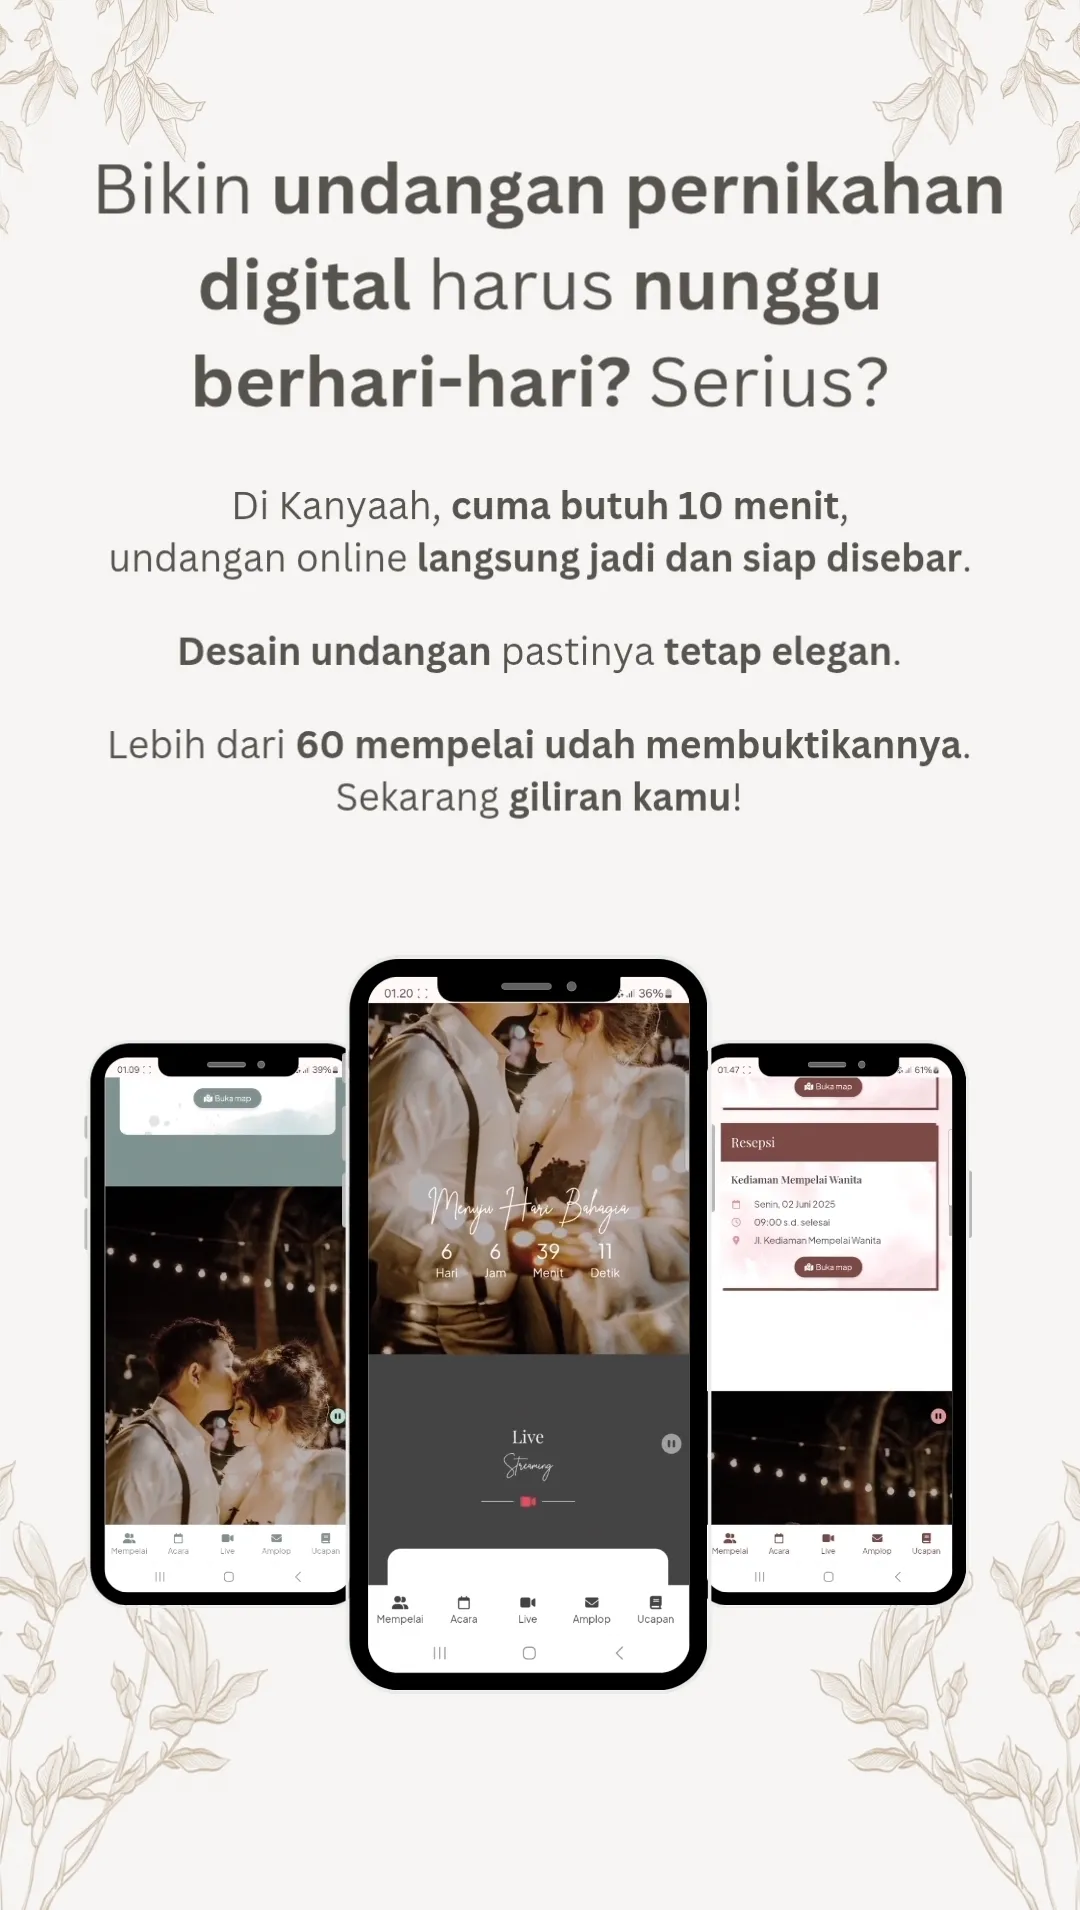 Bikin undangan pernikahan
digital harus nunggu
berhari-hari? Serius?
Di Kanyaah, cuma butuh 10 menit,
undangan online langsung jadi dan siap disebar.
Desain undangan pastinya tetap elegan.
Lebih dari 60 mempelai udah membuktikannya.
Sekarang giliran kamu!
01.09
39%
Buka map
Mempelai Acara Live Amplop Ucapan
01.20
36%
Menuju Hari Bahagia
6 6 39 11
Hari Jam Menit Detik
Live
Streaming
Mempelai Acara Live Amplop Ucapan
01.47
61%
Buka map
Resepsi
Kediaman Mempelai Wanita
Senin, 02 Juni 2025
09:00 s.d. selesai
Jl. Kediaman Mempelai Wanita
Buka map
Mempelai Acara Live Amplop Ucapan